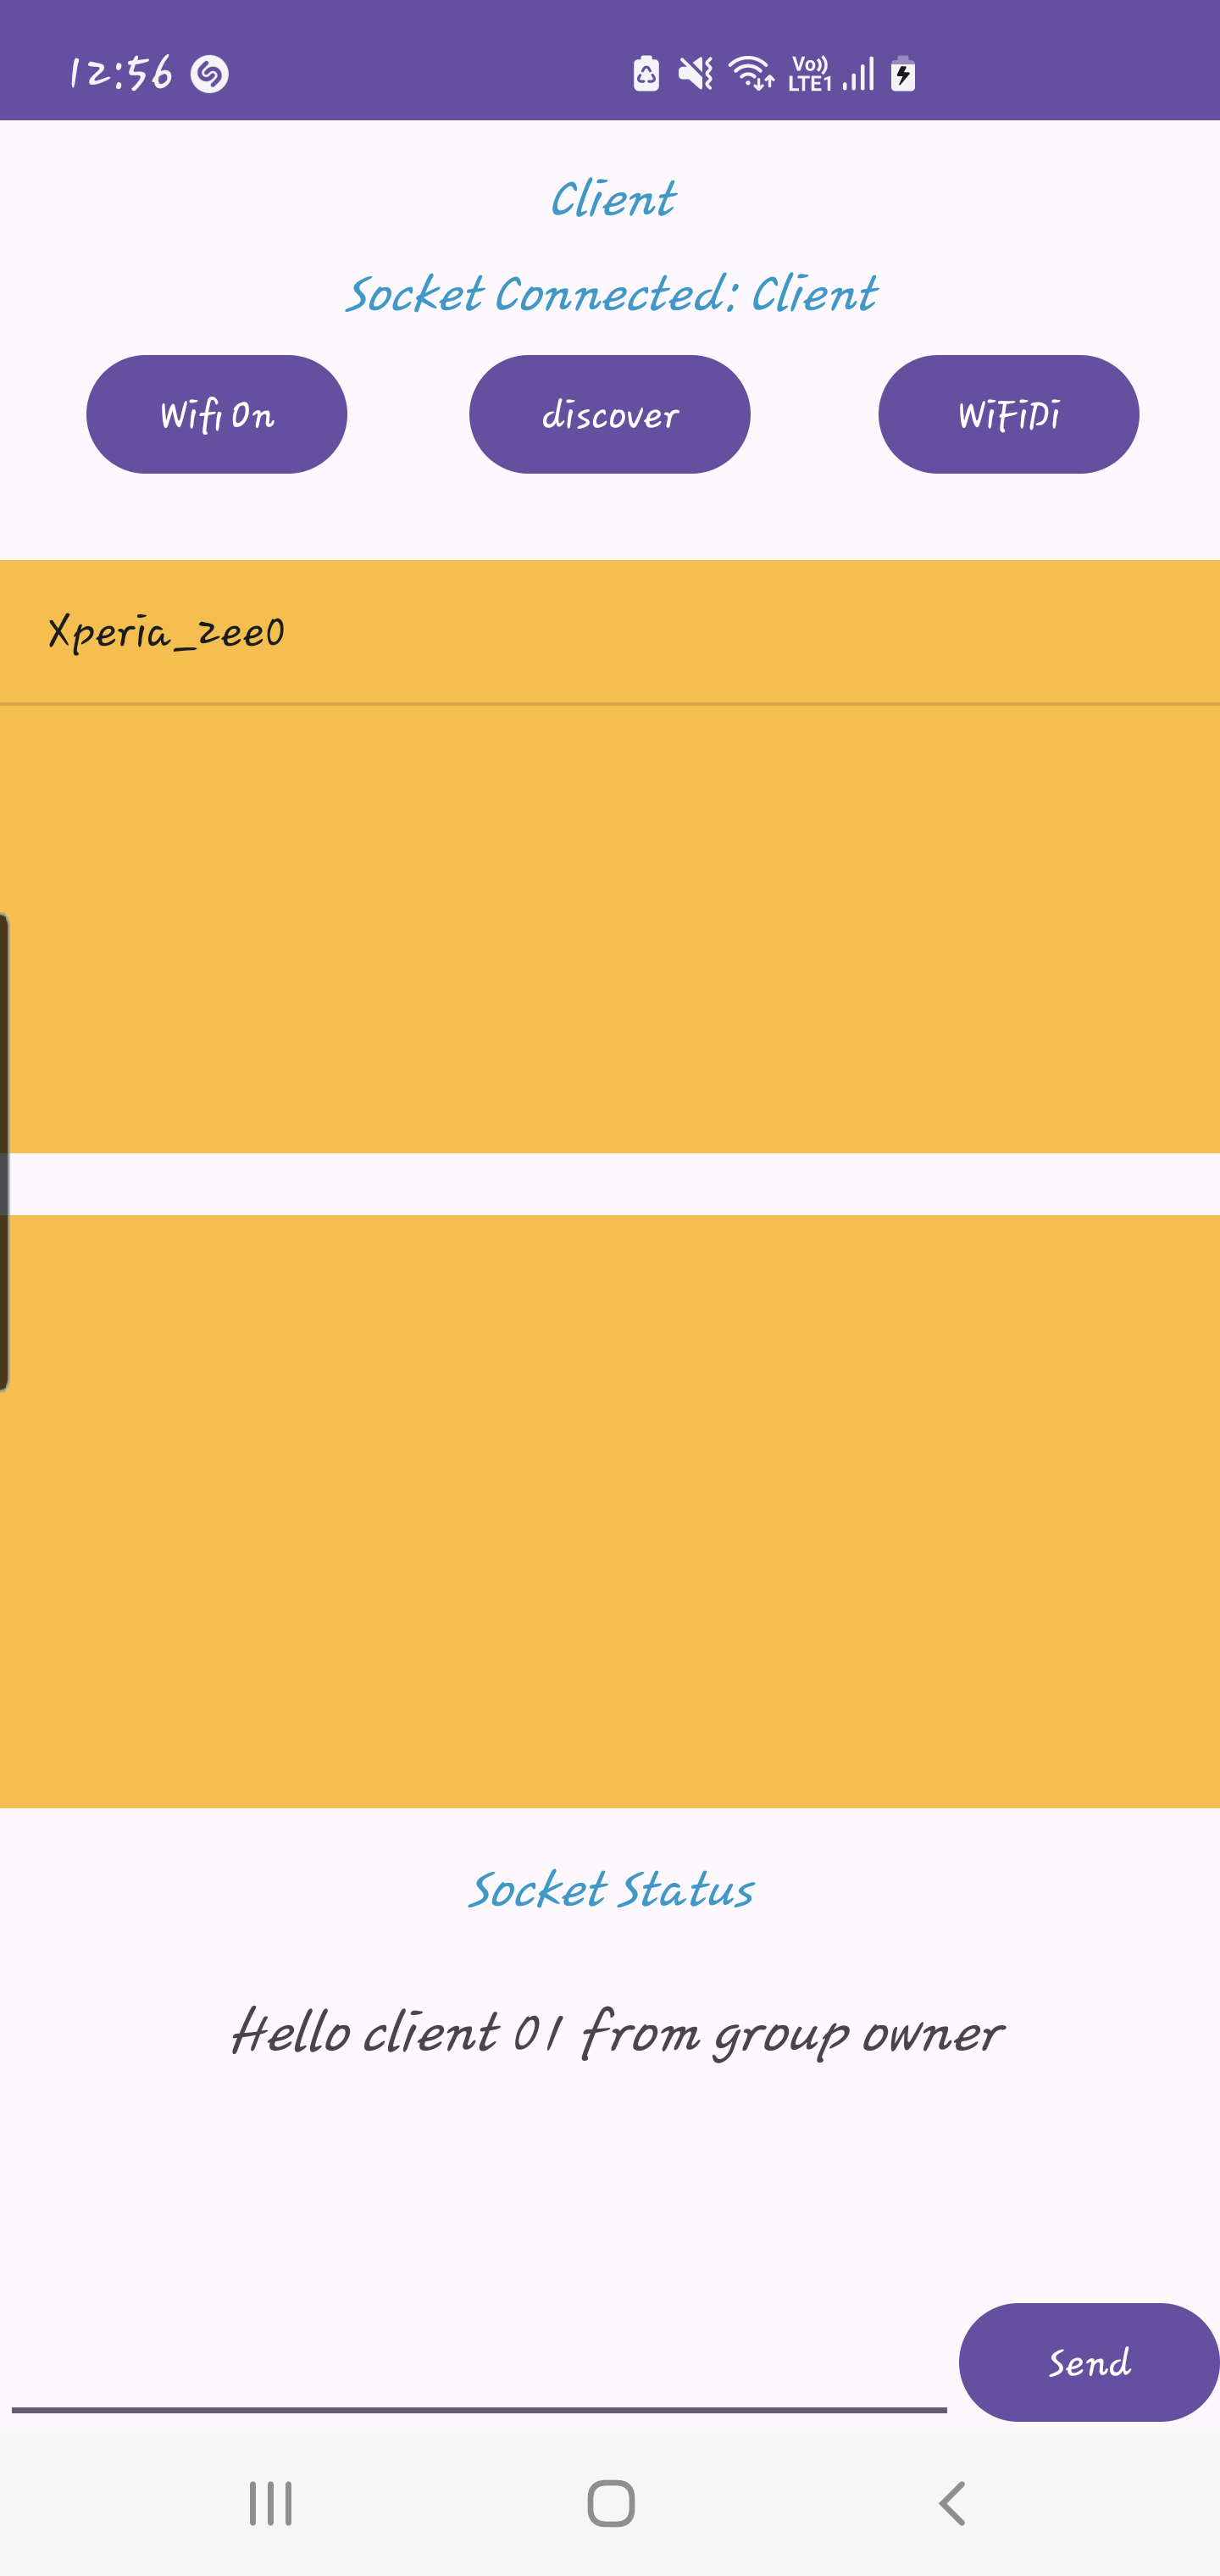 12:56
Vo)) LTE1
Client
Socket Connected: Client
Wifi On
discover
WiFiDi
Xperia_zee0
Socket Status
Hello client 01 from group owner
Send